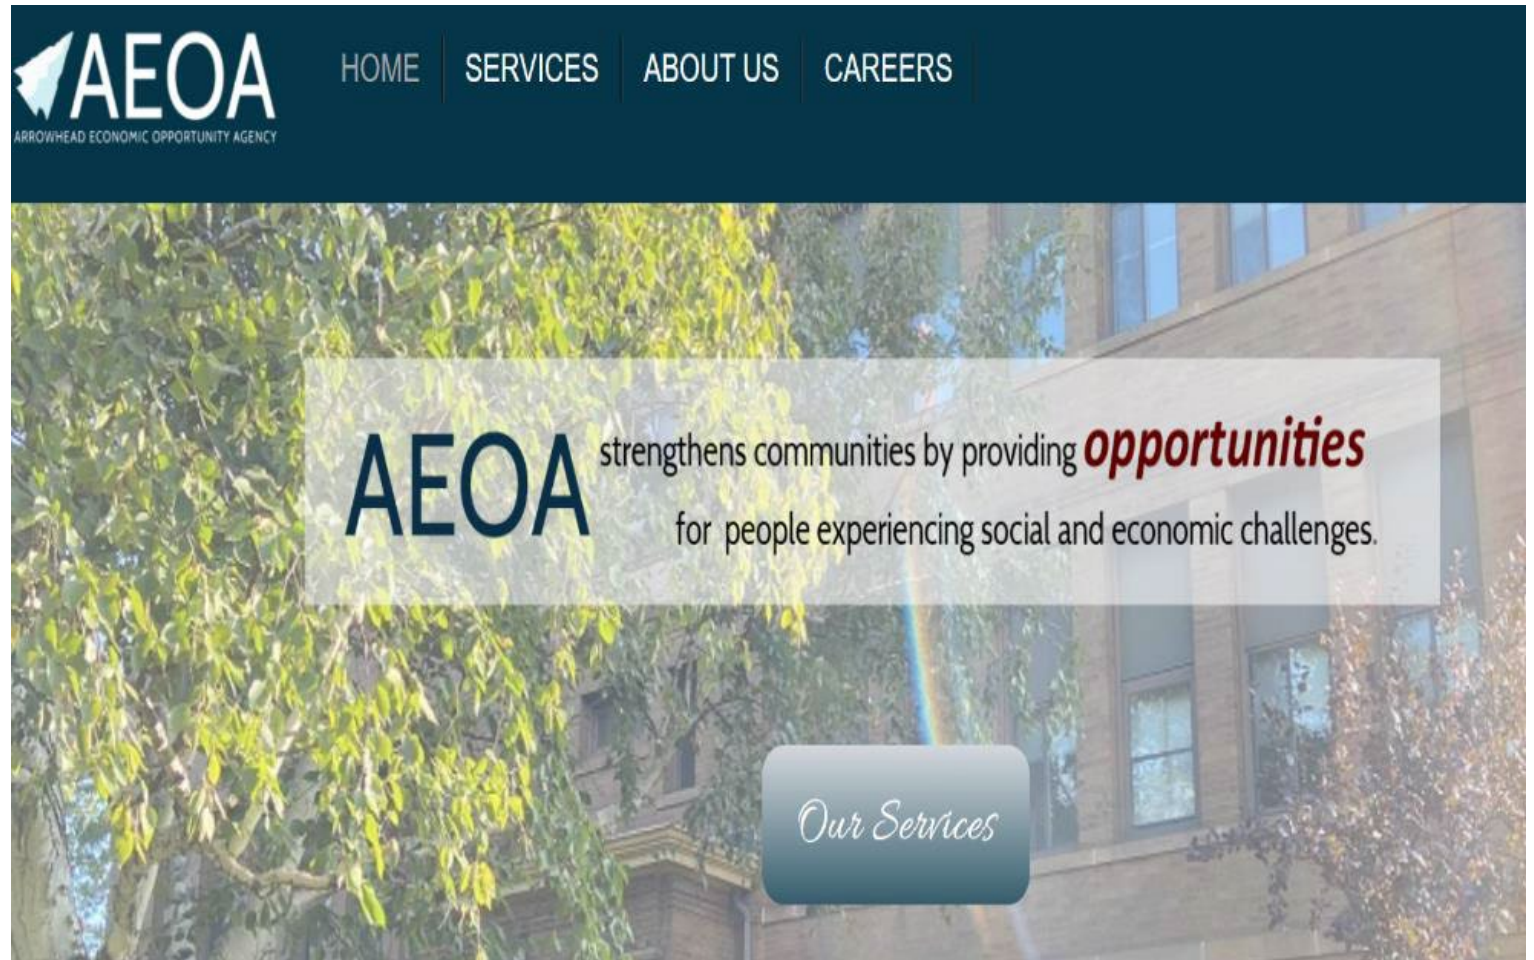 AEOA
ARROWHEAD ECONOMIC OPPORTUNITY AGENCY
HOME
SERVICES
ABOUT US
CAREERS
AEOA
strengthens communities by providing opportunities
for people experiencing social and economic challenges.
Our Services